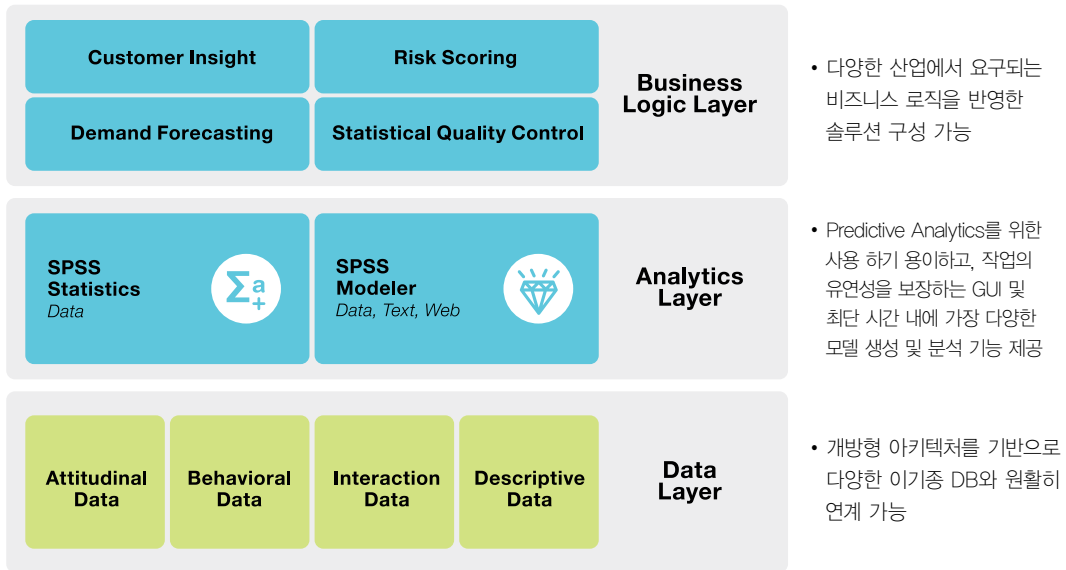 Customer Insight
Risk Scoring
Demand Forecasting
Statistical Quality Control
Business
Logic Layer
• 다양한 산업에서 요구되는
비즈니스 로직을 반영한
솔루션 구성 가능
SPSS
Statistics
Data
Σa+
SPSS
Modeler
Data, Text, Web
Analytics
Layer
• Predictive Analytics를 위한
사용 하기 용이하고, 작업의
유연성을 보장하는 GUI 및
최단 시간 내에 가장 다양한
모델 생성 및 분석 기능 제공
Attitudinal
Data
Behavioral
Data
Interaction
Data
Descriptive
Data
Data
Layer
• 개방형 아키텍처를 기반으로
다양한 이기종 DB와 원활히
연계 가능